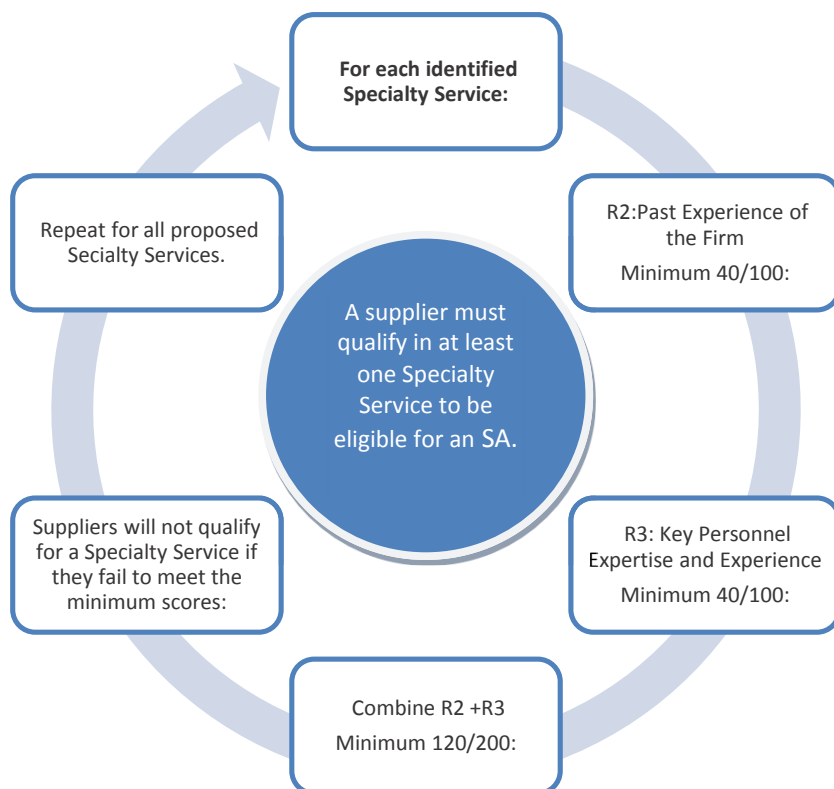 For each identified
Specialty Service:
R2:Past Experience of
the Firm
Minimum 40/100:
R3: Key Personnel
Expertise and Experience
Minimum 40/100:
Combine R2 +R3
Minimum 120/200:
Suppliers will not qualify
for a Specialty Service if
they fail to meet the
minimum scores:
Repeat for all proposed
Secialty Services.
A supplier must
qualify in at least
one Specialty
Service to be
eligible for an SA.